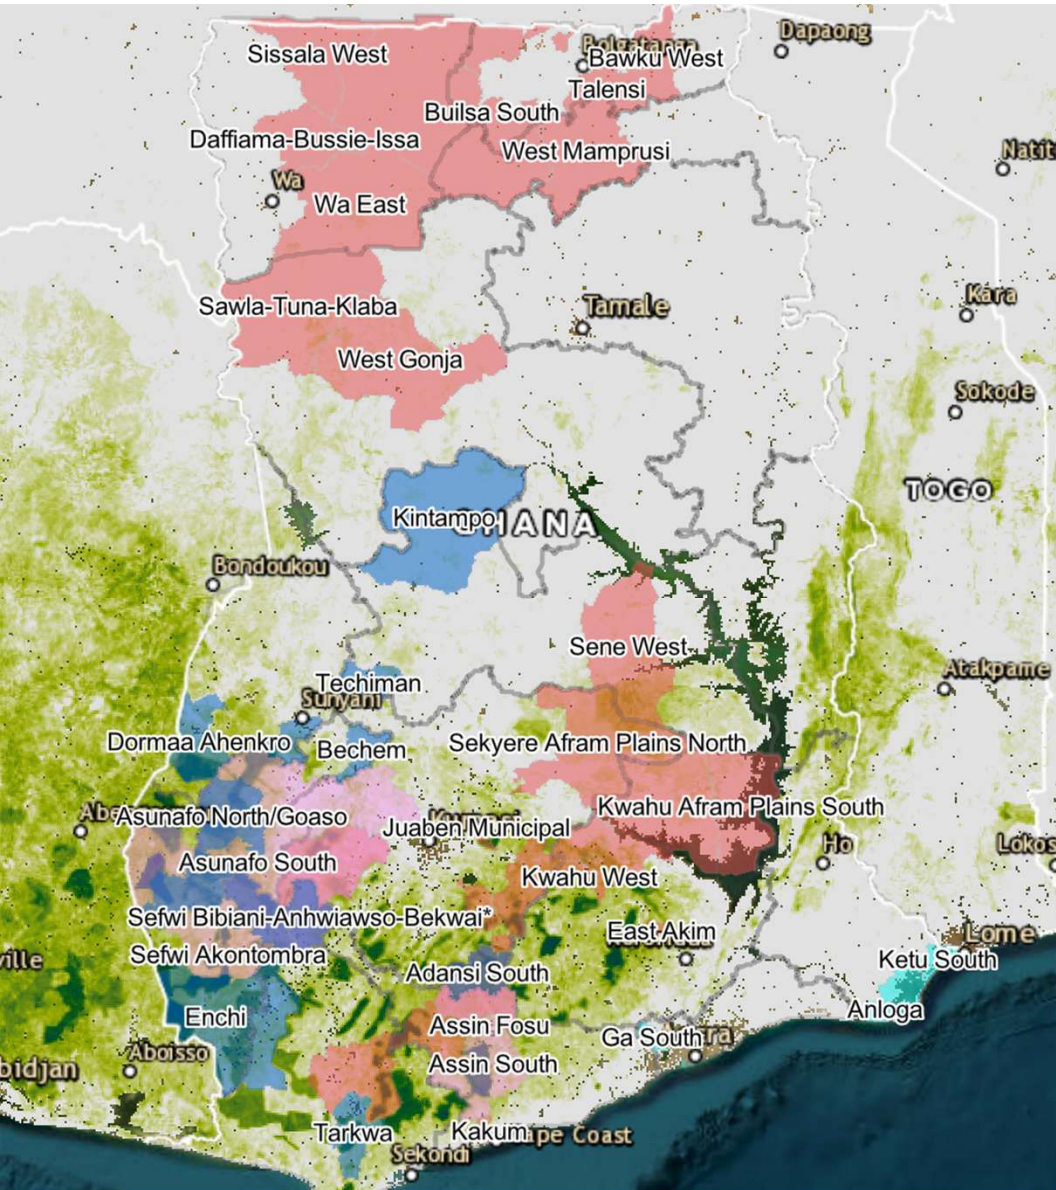 Dapaong
Sissala West
Bolgatanga
Bawku West
Talensi
Builsa South
Daffiama-Bussie-Issa
West Mamprusi
Natit
Wa
Wa East
Kara
Sawla-Tuna-Klaba
Tamale
West Gonja
Sokode
TOGO
Kintampo
GHANA
Bondoukou
Sene West
Atakpame
Techiman
Sunyani
Dormaa Ahenkro
Bechem
Sekyere Afram Plains North
Kwahu Afram Plains South
Asunafo North/Goaso
Juaben Municipal
Ho
Lokos
Asunafo South
Kwahu West
Sefwi Bibiani-Anhwiawso-Bekwai*
East Akim
Lome
Sefwi Akontombra
ville
Ketu South
Adansi South
Anloga
Enchi
Assin Fosu
Ga South
ra
Aboisso
Assin South
bidjan
Tarkwa
Kakum
ape Coast
Sekondi